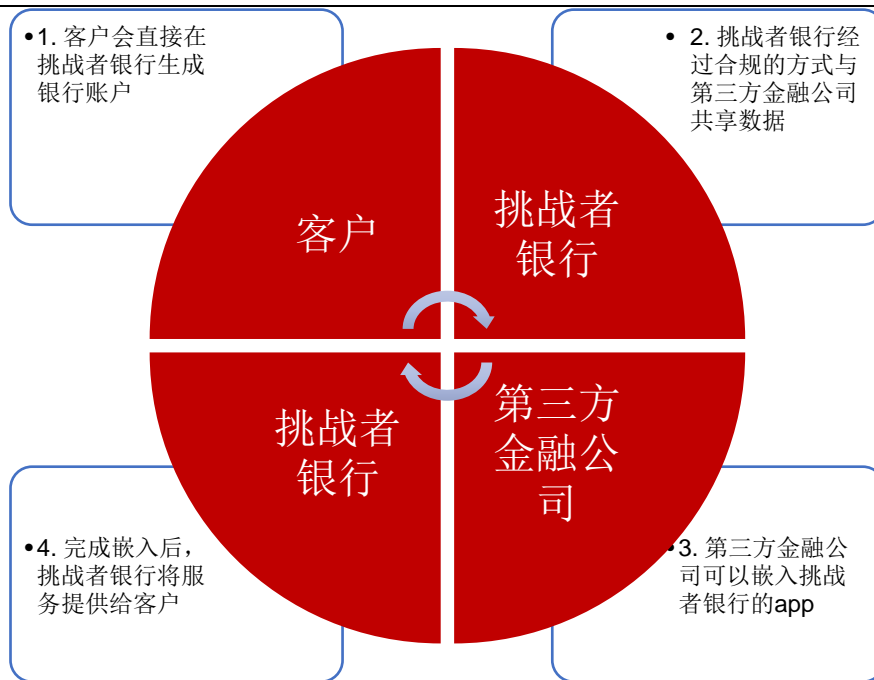 •1. 客户会直接在
挑战者银行生成
银行账户
• 2. 挑战者银行经
过合规的方式与
第三方金融公司
共享数据
客户
挑战者
银行
挑战者
银行
第三方
金融公
司
•4. 完成嵌入后，
挑战者银行将服
务提供给客户
•3. 第三方金融公
司可以嵌入挑战
者银行的app